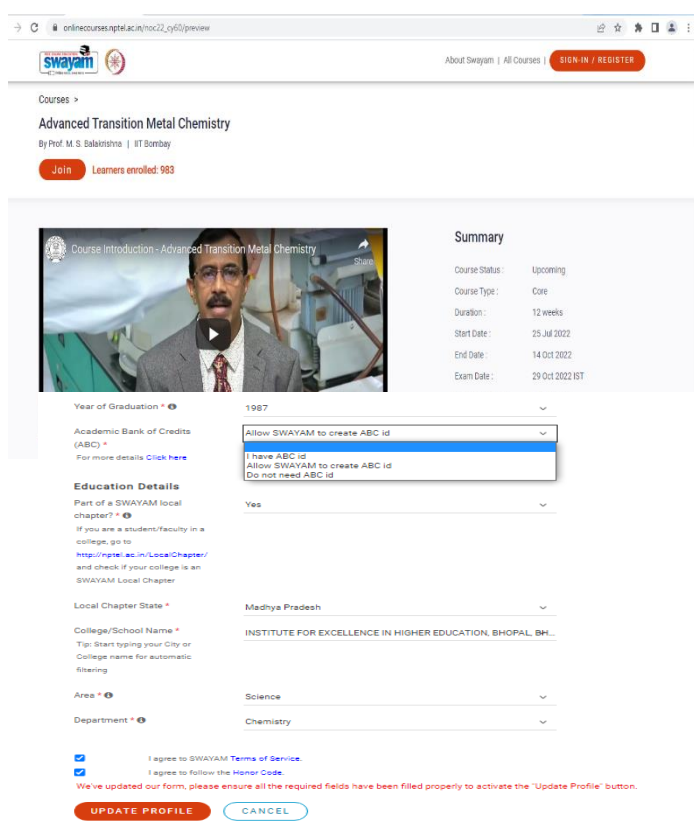 onlinecourses.nptel.ac.in/noc22_cy60/preview
swayam
About Swayam | All Courses | SIGN-IN / REGISTER
Courses >
Advanced Transition Metal Chemistry
By Prof. M. S. Balakrishna | IIT Bombay
Join Learners enrolled: 983
Course Introduction - Advanced Transition Metal Chemistry
Share
Summary
Course Status : Upcoming
Course Type : Core
Duration : 12 weeks
Start Date : 25 Jul 2022
End Date : 14 Oct 2022
Exam Date : 29 Oct 2022 IST
Year of Graduation * 1987
Academic Bank of Credits Allow SWAYAM to create ABC id
(ABC) *
For more details Click here
I have ABC id
Allow SWAYAM to create ABC id
Do not need ABC id
Education Details
Part of a SWAYAM local Yes
chapter? *
If you are a student/faculty in a
college, go to
http://nptel.ac.in/LocalChapter/
and check if your college is an
SWAYAM Local Chapter
Local Chapter State * Madhya Pradesh
College/School Name * INSTITUTE FOR EXCELLENCE IN HIGHER EDUCATION, BHOPAL, BH...
Tip: Start typing your City or
College name for automatic
filtering
Area * Science
Department * Chemistry
I agree to SWAYAM Terms of Service.
I agree to follow the Honor Code.
We've updated our form, please ensure all the required fields have been filled properly to activate the "Update Profile" button.
UPDATE PROFILE CANCEL